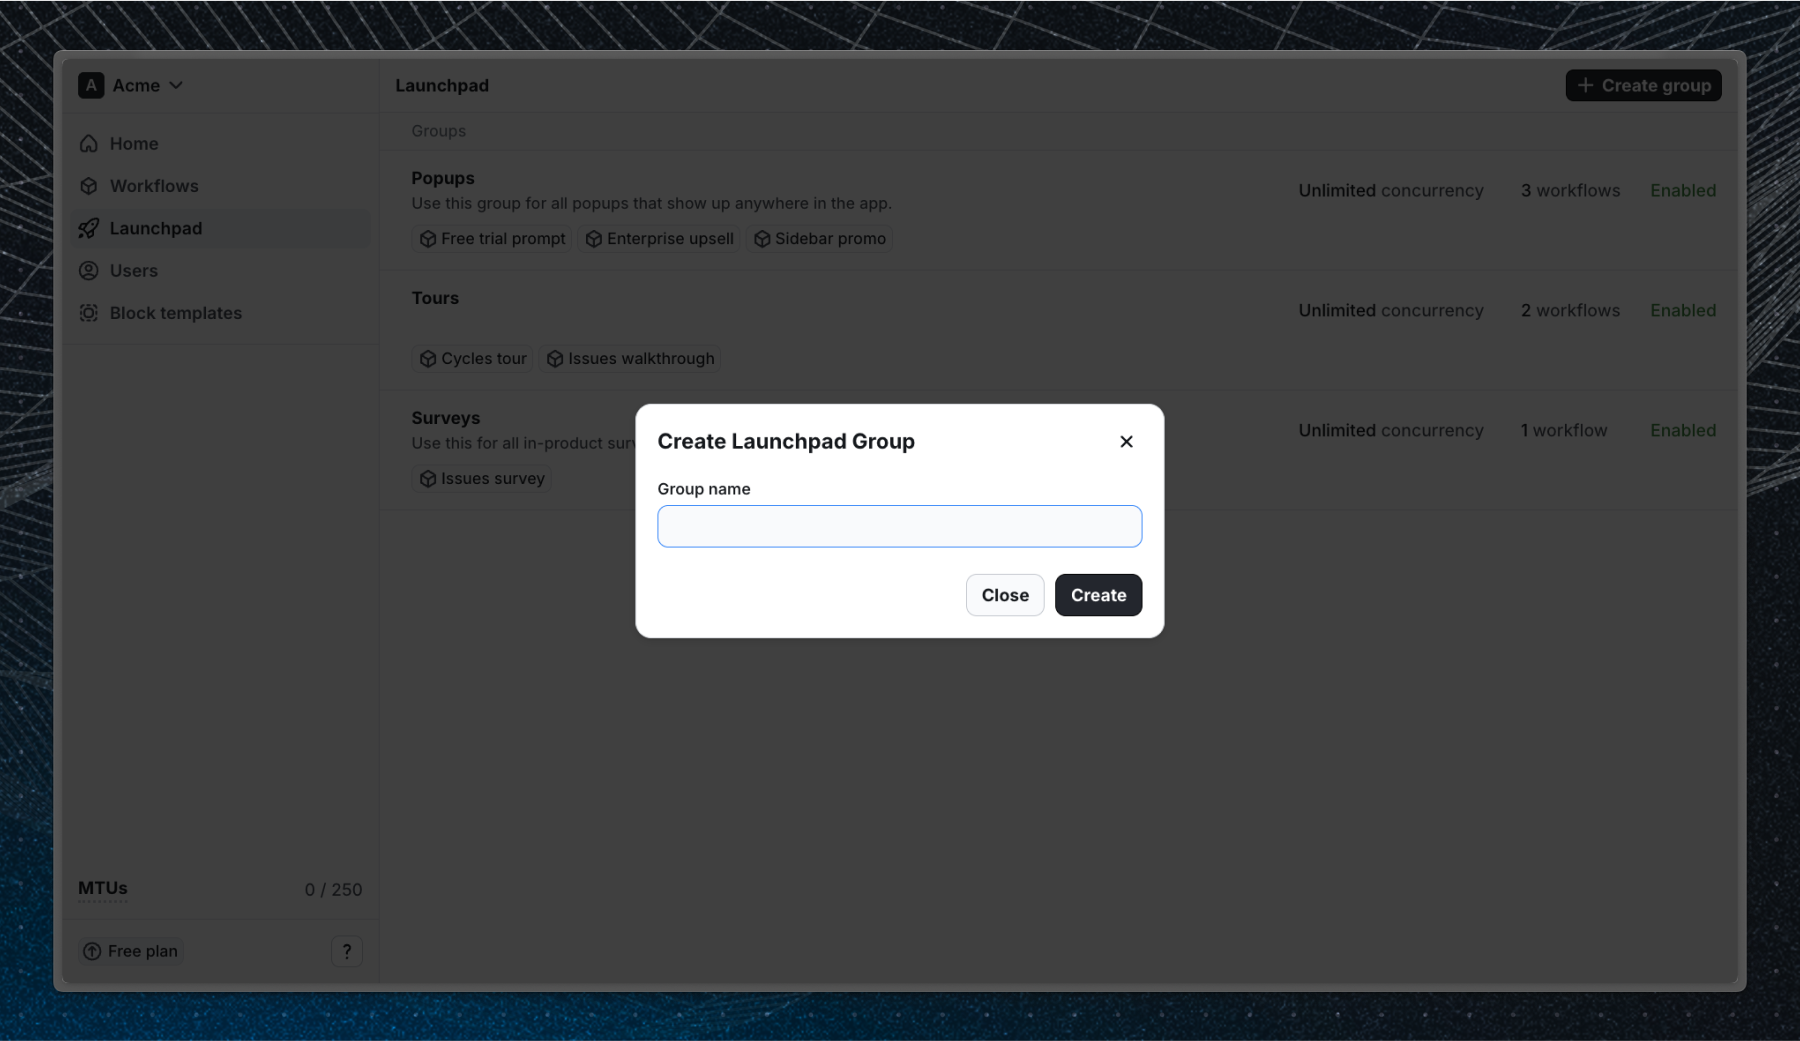 A Acme
Launchpad
Create group
Home
Workflows
Launchpad
Users
Block templates
Groups
Popups
Use this group for all popups that show up anywhere in the app.
Free trial prompt Enterprise upsell Sidebar promo
Unlimited concurrency 3 workflows Enabled
Tours
Unlimited concurrency 2 workflows Enabled
Cycles tour Issues walkthrough
Surveys
Use this for all in-product
Issues survey
Unlimited concurrency 1 workflow Enabled
Create Launchpad Group
Group name
Close Create
MTUs 0 / 250
Free plan ?